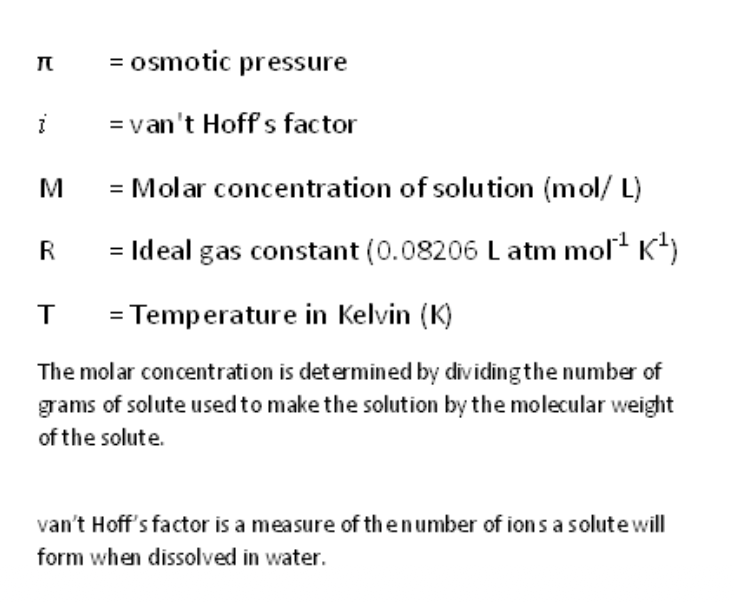 π = osmotic pressure
i = van't Hoff's factor
M = Molar concentration of solution (mol/ L)
R = Ideal gas constant (0.08206 L atm mol⁻¹ K⁻¹)
T = Temperature in Kelvin (K)
The molar concentration is determined by dividing the number of
grams of solute used to make the solution by the molecular weight
of the solute.
van't Hoff's factor is a measure of the number of ions a solute will
form when dissolved in water.